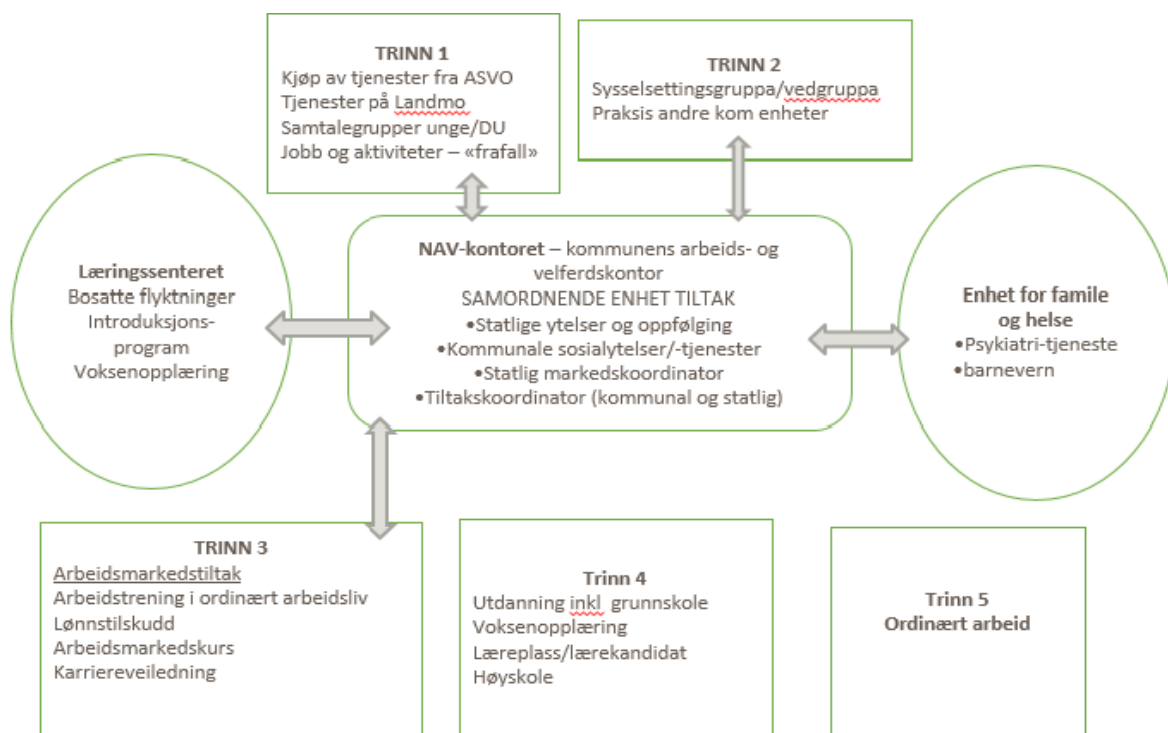 TRINN 1
Kjøp av tjenester fra ASVO
Tjenester på Landmo
Samtalegrupper unge/DU
Jobb og aktiviteter – «frafall»
TRINN 2
Sysselsettingsgruppa/vedgruppa
Praksis andre kom enheter
Læringssenteret
Bosatte flyktninger
Introduksjons-
program
Voksenopplæring
NAV-kontoret – kommunens arbeids- og
velferdskontor
SAMORDNENDE ENHET TILTAK
•Statlige ytelser og oppfølging
•Kommunale sosialytelser/-tjenester
•Statlig markedskoordinator
•Tiltakskoordinator (kommunal og statlig)
Enhet for famile
og helse
•Psykiatri-tjeneste
•barnevern
TRINN 3
Arbeidsmarkedstiltak
Arbeidstrening i ordinært arbeidsliv
Lønnstilskudd
Arbeidsmarkedskurs
Karriereveiledning
Trinn 4
Utdanning inkl grunnskole
Voksenopplæring
Læreplass/lærekandidat
Høyskole
Trinn 5
Ordinært arbeid